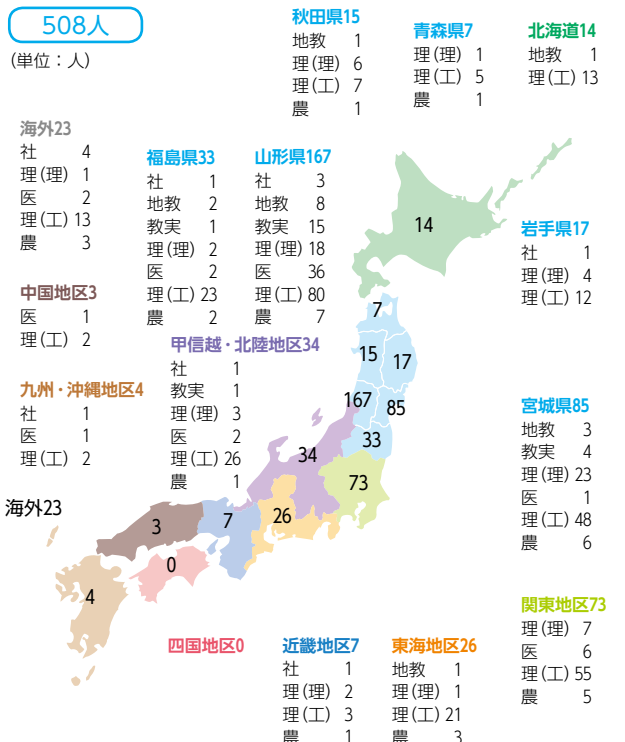 508人
(単位：人)
秋田県15
地教 1
理(理) 6
理(工) 7
農 1
青森県7
理(理) 1
理(工) 5
農 1
北海道14
地教 1
理(工) 13
海外23
社 4
理(理) 1
医 2
理(工) 13
農 3
福島県33
社 1
地教 2
教実 1
理(理) 2
医 2
理(工) 23
農 2
山形県167
社 3
地教 8
教実 15
理(理) 18
医 36
理(工) 80
農 7
岩手県17
社 1
理(理) 4
理(工) 12
中国地区3
医 1
理(工) 2
甲信越・北陸地区34
社 1
教実 1
理(理) 3
医 2
理(工) 26
農 1
九州・沖縄地区4
社 1
医 1
理(工) 2
宮城県85
地教 3
教実 4
理(理) 23
医 1
理(工) 48
農 6
14
7
15
17
167
85
33
34
73
海外23
26
7
3
0
4
関東地区73
理(理) 7
医 6
理(工) 55
農 5
四国地区0
近畿地区7
社 1
理(理) 2
理(工) 3
農 1
東海地区26
地教 1
理(理) 1
理(工) 21
農 3